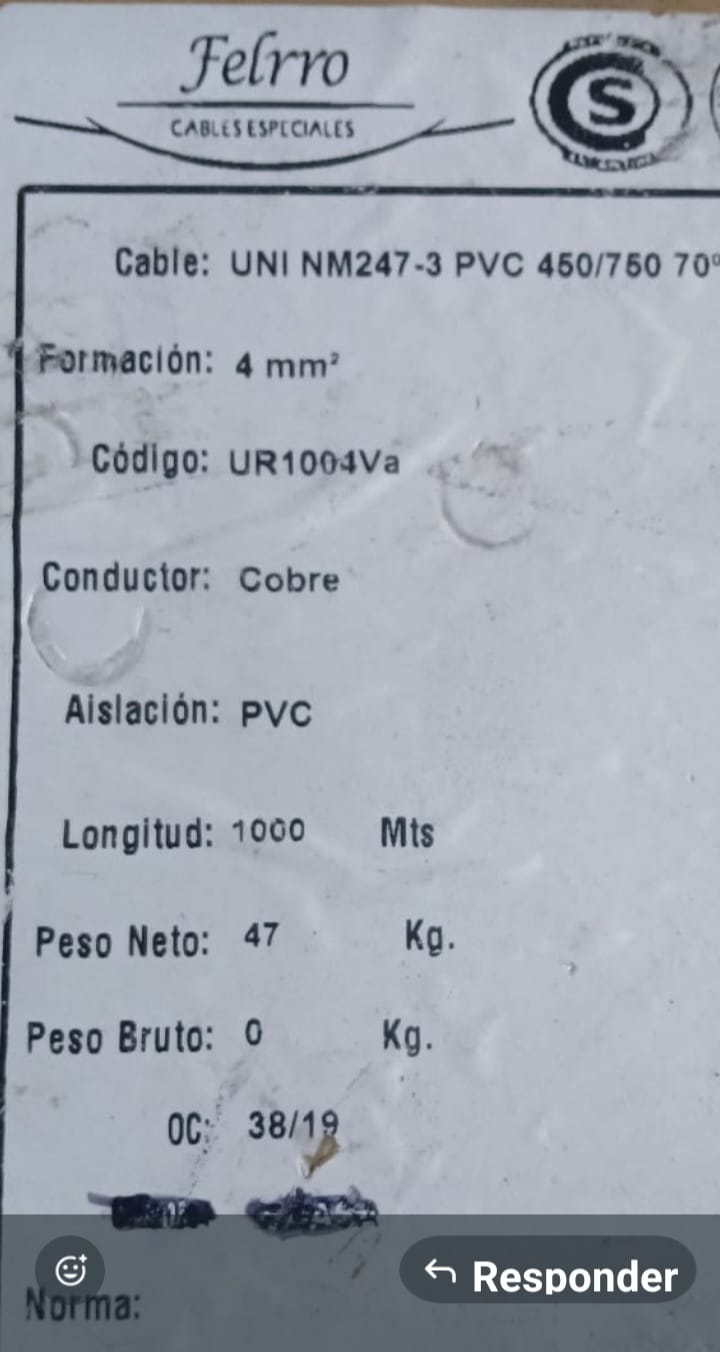 Felrro
CABLES ESPECIALES
S
Cable: UNI NM247-3 PVC 450/750 70º
Formación: 4 mm²
Código: UR1004Va
Conductor: Cobre
Aislación: PVC
Longitud: 1000 Mts
Peso Neto: 47 Kg.
Peso Bruto: 0 Kg.
OC: 38/19
Responder
Norma: